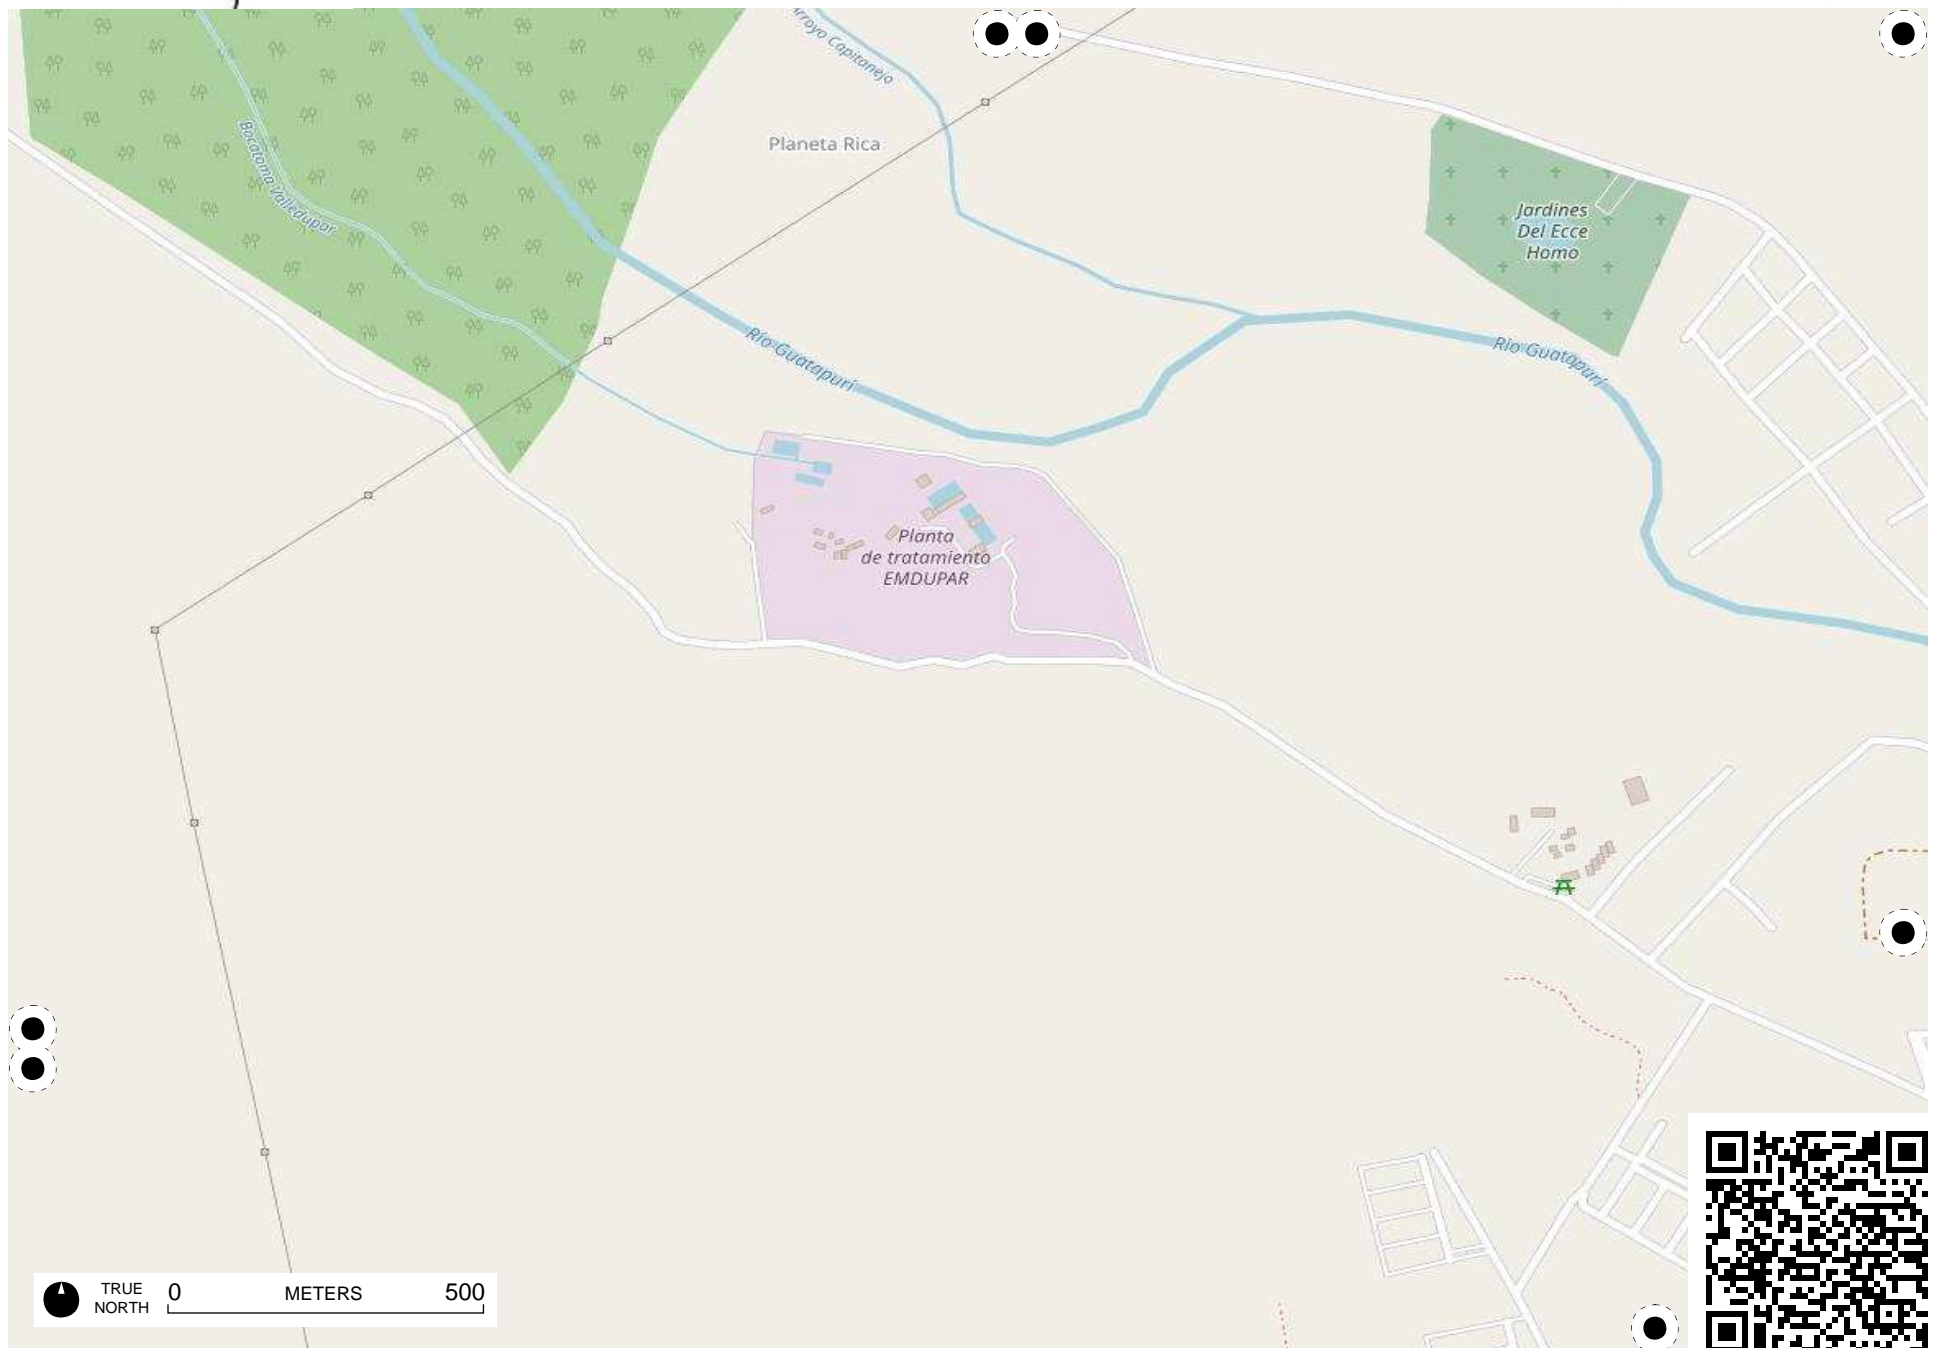 Arroyo Capitanejo
Bocatoma Valledupar
Planeta Rica
Jardines
Del Ecce
Homo
Río Guatapurí
Río Guatapurí
Planta
de tratamiento
EMDUPAR
TRUE
NORTH
0 METERS 500